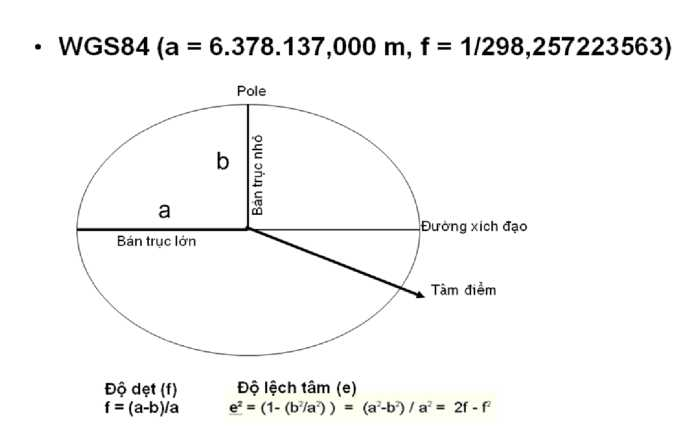 • WGS84 (a = 6.378.137,000 m, f = 1/298,257223563)
Pole
b
Bán trục nhỏ
a
Bán trục lớn
Đường xích đạo
Tâm điểm
Độ dẹt (f)
f = (a-b)/a
Độ lệch tâm (e)
e² = (1- (b²/a²) ) = (a²-b²) / a² = 2f - f²